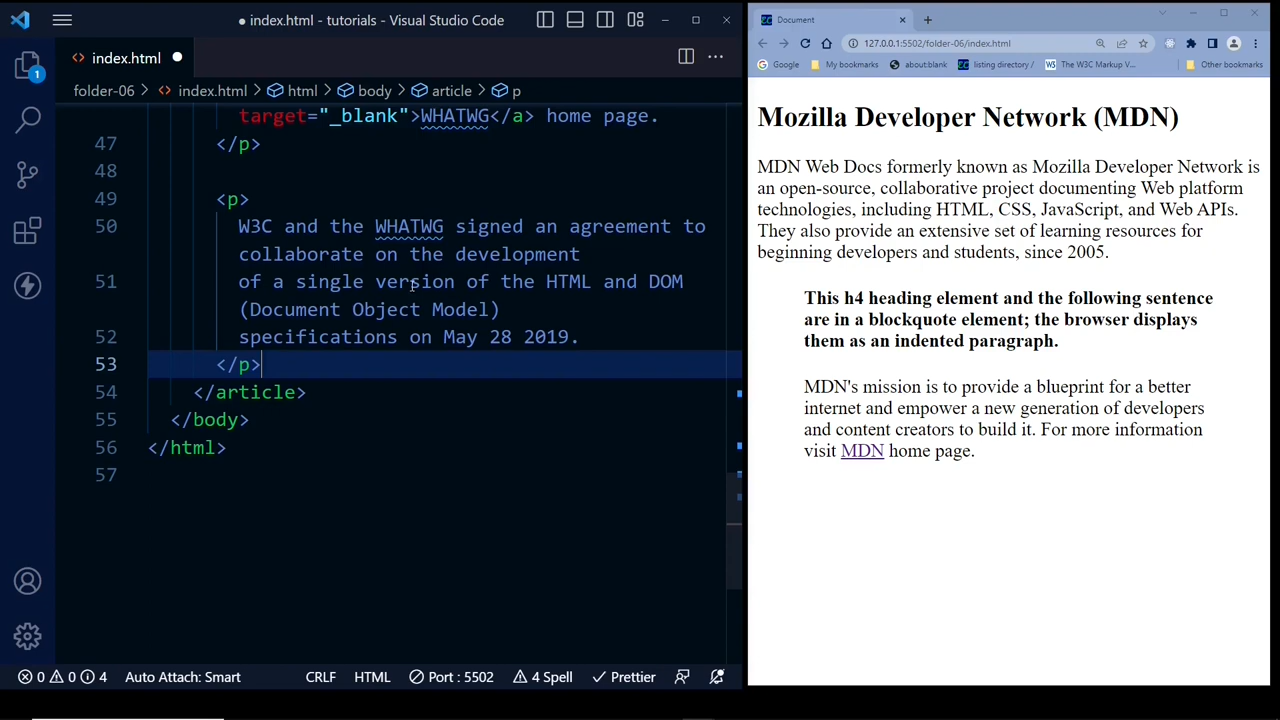 index.html - tutorials - Visual Studio Code
index.html
1
folder-06 > index.html > html > body > article > p
target="_blank">WHATWG</a> home page.
47 </p>
48
49 <p>
50 W3C and the WHATWG signed an agreement to
collaborate on the development
51 of a single version of the HTML and DOM
(Document Object Model)
52 specifications on May 28 2019.
53 </p>
54 </article>
55 </body>
56 </html>
57
0 0 4 Auto Attach: Smart CRLF HTML Port : 5502 4 Spell Prettier
Document
127.0.0.1:5502/folder-06/index.html
Google My bookmarks about:blank listing directory / The W3C Markup V... Other bookmarks
Mozilla Developer Network (MDN)
MDN Web Docs formerly known as Mozilla Developer Network is
an open-source, collaborative project documenting Web platform
technologies, including HTML, CSS, JavaScript, and Web APIs.
They also provide an extensive set of learning resources for
beginning developers and students, since 2005.
This h4 heading element and the following sentence
are in a blockquote element; the browser displays
them as an indented paragraph.
MDN's mission is to provide a blueprint for a better
internet and empower a new generation of developers
and content creators to build it. For more information
visit MDN home page.